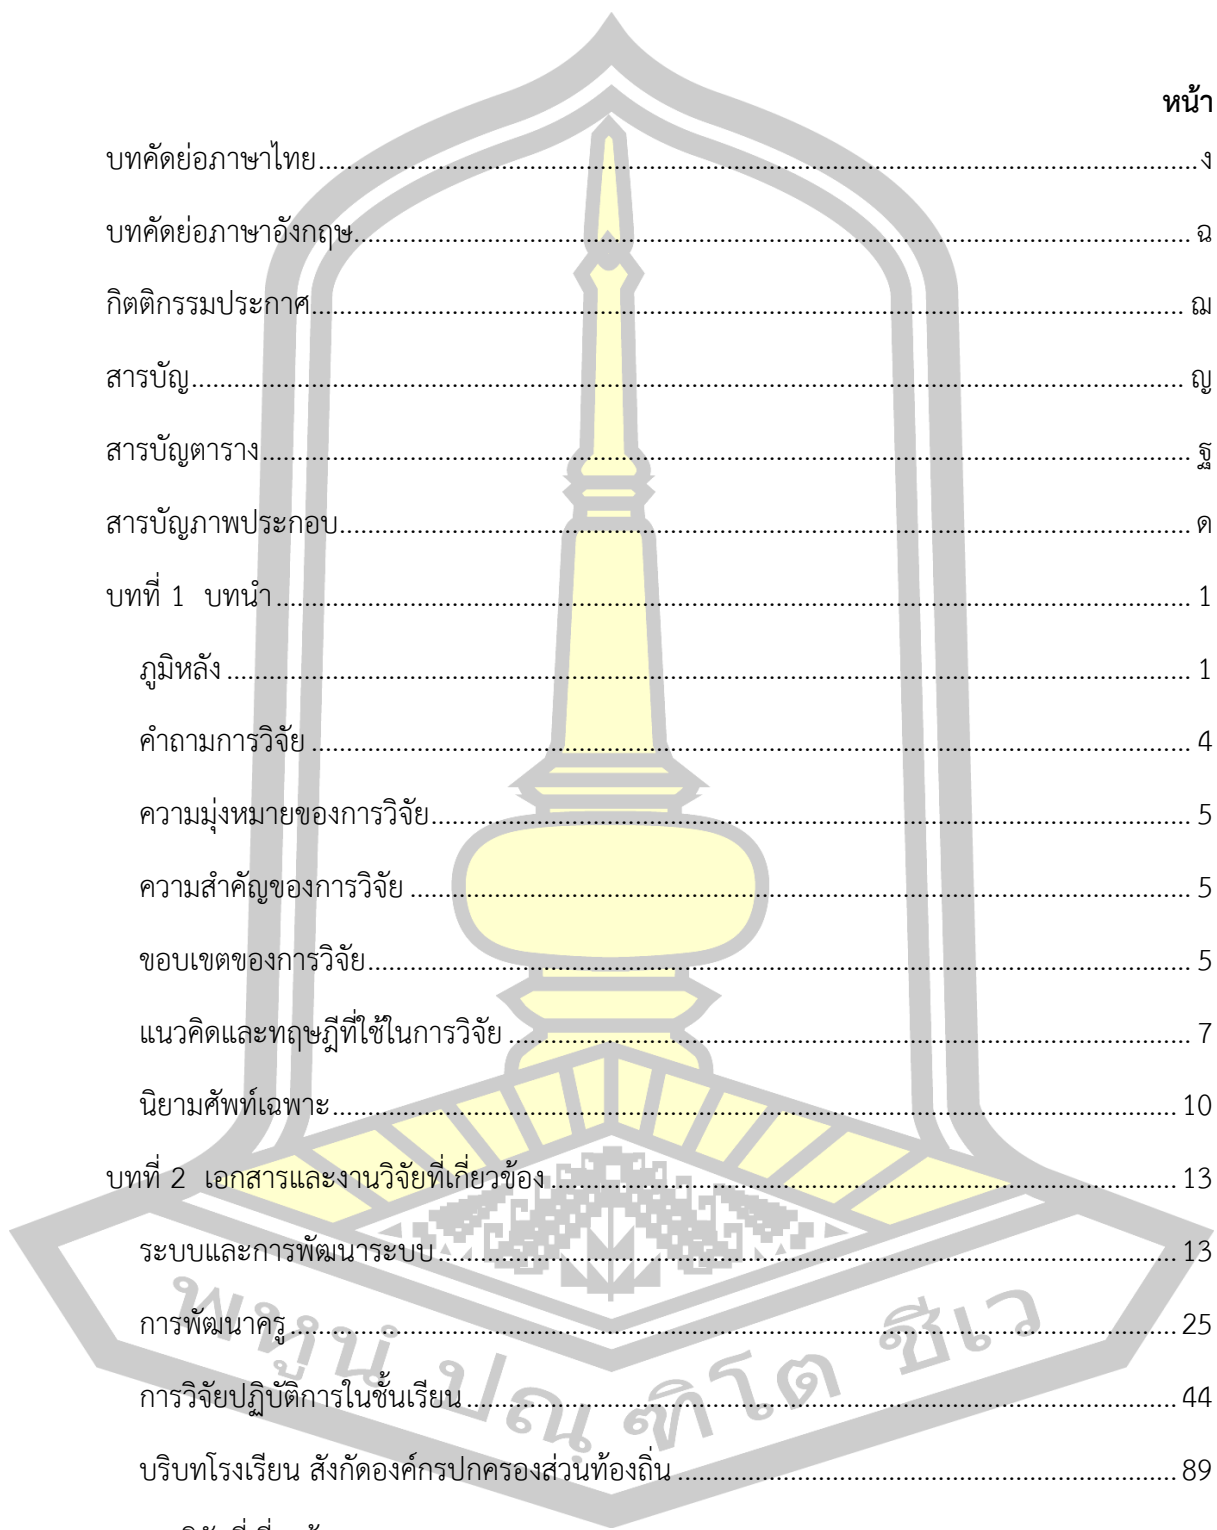 หน้า
บทคัดย่อภาษาไทย ง
บทคัดย่อภาษาอังกฤษ ฉ
กิตติกรรมประกาศ ฌ
สารบัญ ญ
สารบัญตาราง ฐ
สารบัญภาพประกอบ ด
บทที่ 1 บทนำ 1
ภูมิหลัง 1
คำถามการวิจัย 4
ความมุ่งหมายของการวิจัย 5
ความสำคัญของการวิจัย 5
ขอบเขตของการวิจัย 5
แนวคิดและทฤษฎีที่ใช้ในการวิจัย 7
นิยามศัพท์เฉพาะ 10
บทที่ 2 เอกสารและงานวิจัยที่เกี่ยวข้อง 13
ระบบและการพัฒนาระบบ 13
การพัฒนาครู 25
การวิจัยปฏิบัติการในชั้นเรียน 44
บริบทโรงเรียน สังกัดองค์กรปกครองส่วนท้องถิ่น 89
พหูน ปณฺฑิโต ชีเว